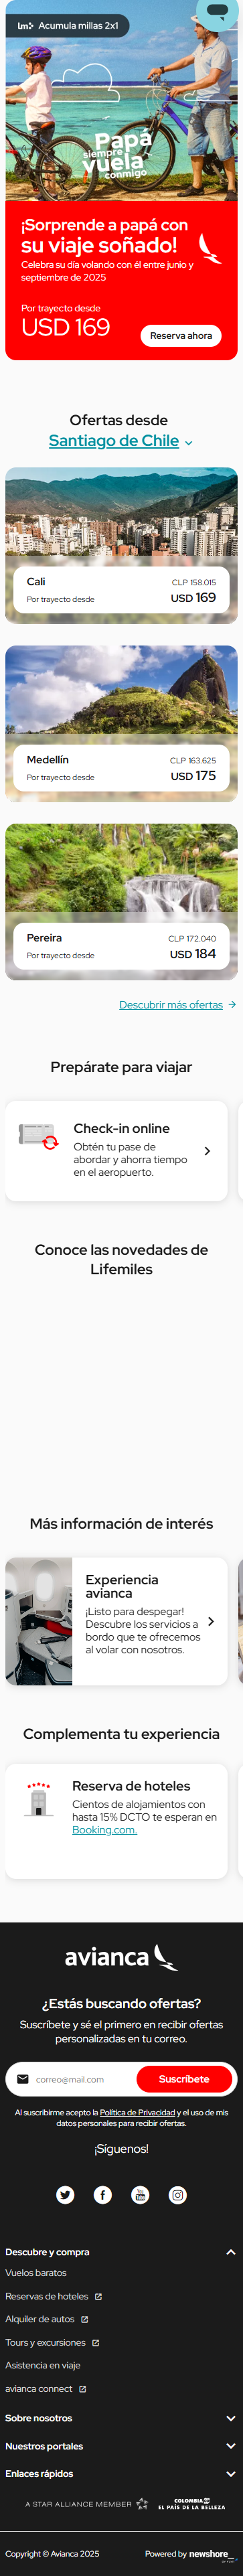 lm Acumula millas 2x1
Papá
siempre
vuela
conmigo
¡Sorprende a papá con
su viaje soñado!
Celebra su día volando con él entre junio y
septiembre de 2025
Por trayecto desde
USD 169
Reserva ahora
Ofertas desde
Santiago de Chile
Cali
CLP 158.015
Por trayecto desde
USD 169
Medellín
CLP 163.625
Por trayecto desde
USD 175
Pereira
CLP 172.040
Por trayecto desde
USD 184
Descubrir más ofertas
Prepárate para viajar
Check-in online
Obtén tu pase de
abordar y ahorra tiempo
en el aeropuerto.
Conoce las novedades de
Lifemiles
Más información de interés
Experiencia
avianca
¡Listo para despegar!
Descubre los servicios a
bordo que te ofrecemos
al volar con nosotros.
Complementa tu experiencia
Reserva de hoteles
Cientos de alojamientos con
hasta 15% DCTO te esperan en
Booking.com.
avianca
¿Estás buscando ofertas?
Suscríbete y sé el primero en recibir ofertas
personalizadas en tu correo.
correo@mail.com
Suscríbete
Al suscribirme acepto la Política de Privacidad y el uso de mis
datos personales para recibir ofertas.
¡Síguenos!
Descubre y compra
Vuelos baratos
Reservas de hoteles
Alquiler de autos
Tours y excursiones
Asistencia en viaje
avianca connect
Sobre nosotros
Nuestros portales
Enlaces rápidos
A STAR ALLIANCE MEMBER
COLOMBIA
EL PAÍS DE LA BELLEZA
Copyright © Avianca 2025
Powered by newshore_